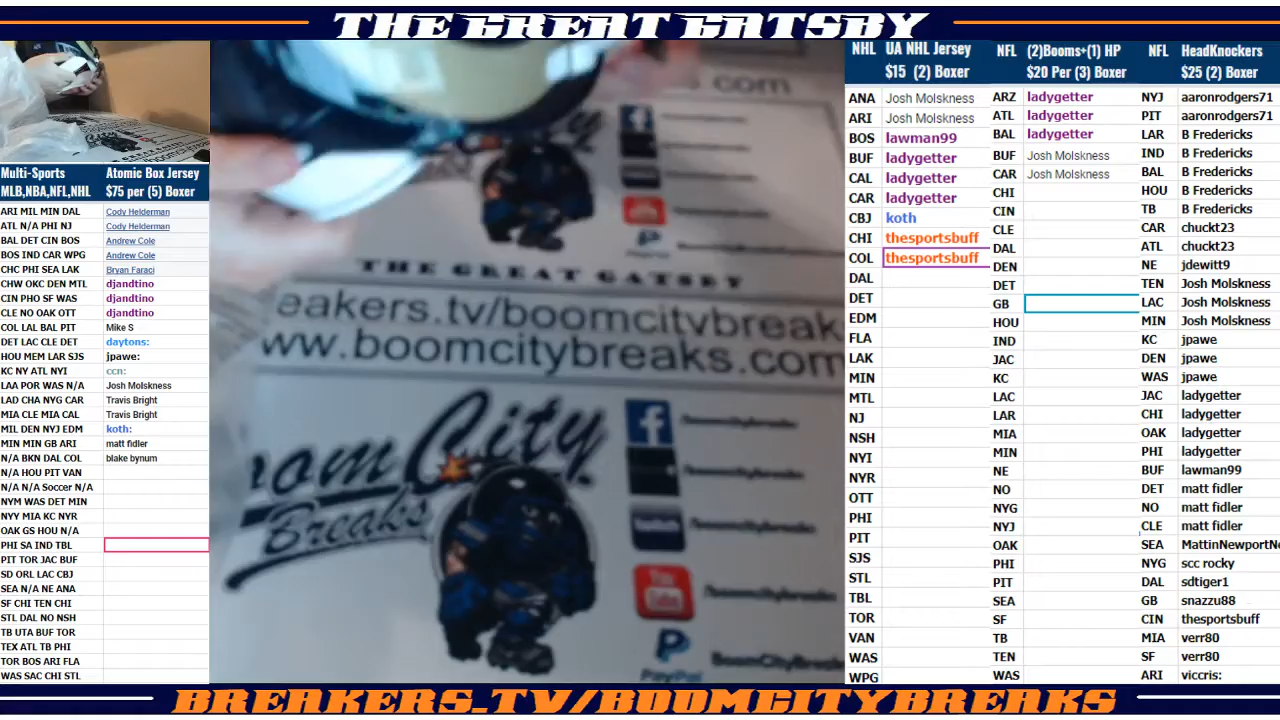 THE GREAT GATSBY
Multi-Sports Atomic Box Jersey
MLB,NBA,NFL,NHL $75 per (5) Boxer
ARI MIL MIN DAL Cody Helderman
ATL N/A PHI NJ Cody Helderman
BAL DET CIN BOS Andrew Cole
BOS IND CAR WPG Andrew Cole
CHC PHI SEA LAK Bryan Faraci
CHW OKC DEN MTL djandtino
CIN PHO SF WAS djandtino
CLE NO OAK OTT djandtino
COL LAL BAL PIT Mike S
DET LAC CLE DET daytons:
HOU MEM LAR SJS jpawe:
KC NY ATL NYI ccn:
LAA POR WAS N/A Josh Molskness
LAD CHA NYG CAR Travis Bright
MIA CLE MIA CAL Travis Bright
MIL DEN NYJ EDM koth:
MIN MIN GB ARI matt fidler
N/A BKN DAL COL blake bynum
N/A HOU PIT VAN
N/A N/A Soccer N/A
NYM WAS DET MIN
NYY MIA KC NYR
OAK GS HOU N/A
PHI SA IND TBL
PIT TOR JAC BUF
SD ORL LAC CBJ
SEA N/A NE ANA
SF CHI TEN CHI
STL DAL NO NSH
TB UTA BUF TOR
TEX ATL TB PHI
TOR BOS ARI FLA
WAS SAC CHI STL
s.com
City
THE GREAT GATSBY
eakers.tv/boomcitybreak
www.boomcitybreaks.com
oom City
Breaks
You
Tube
PayPal
BoomCityBrea
NHL UA NHL Jersey
$15 (2) Boxer
ANA Josh Molskness
ARI Josh Molskness
BOS lawman99
BUF ladygetter
CAL ladygetter
CAR ladygetter
CBJ koth
CHI thesportsbuff
COL thesportsbuff
DAL
DET
EDM
FLA
LAK
MIN
MTL
NJ
NSH
NYI
NYR
OTT
PHI
PIT
SJS
STL
TBL
TOR
VAN
WAS
WPG
NFL (2)Booms+(1) HP
$20 Per (3) Boxer
ARZ ladygetter
ATL ladygetter
BAL ladygetter
BUF Josh Molskness
CAR Josh Molskness
CHI
CIN
CLE
DAL
DEN
DET
GB
HOU
IND
JAC
KC
LAC
LAR
MIA
MIN
NE
NO
NYG
NYJ
OAK
PHI
PIT
SEA
SF
TB
TEN
WAS
NFL HeadKnockers
$25 (2) Boxer
NYJ aaronrodgers71
PIT aaronrodgers71
LAR B Fredericks
IND B Fredericks
BAL B Fredericks
HOU B Fredericks
TB B Fredericks
CAR chuckt23
ATL chuckt23
NE jdewitt9
TEN Josh Molskness
LAC Josh Molskness
MIN Josh Molskness
KC jpawe
DEN jpawe
WAS jpawe
JAC ladygetter
CHI ladygetter
OAK ladygetter
PHI ladygetter
BUF lawman99
DET matt fidler
NO matt fidler
CLE matt fidler
SEA MattinNewportNe
NYG scc rocky
DAL sdtiger1
GB snazzu88
CIN thesportsbuff
MIA verr80
SF verr80
ARI viccris:
BREAKERS.TV/BOOMCITYBREAKS